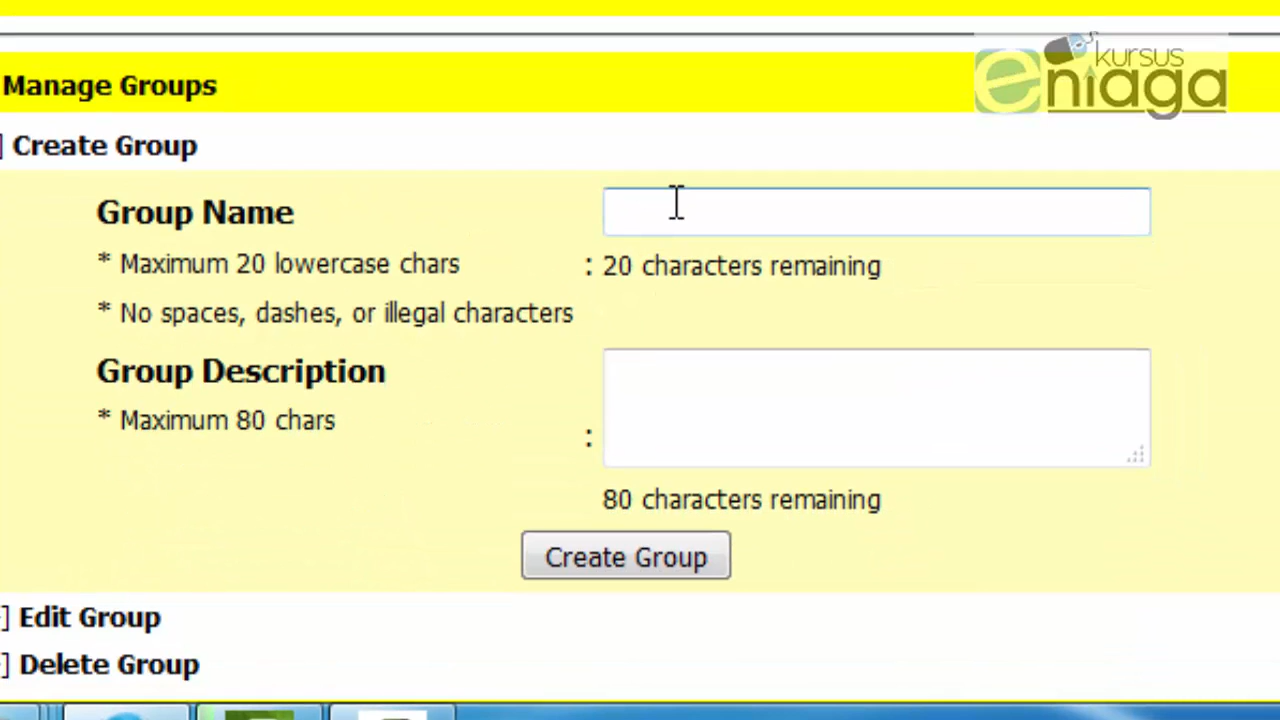 kursus
eniaga
Manage Groups
] Create Group
Group Name
* Maximum 20 lowercase chars
: 20 characters remaining
* No spaces, dashes, or illegal characters
Group Description
* Maximum 80 chars
:
80 characters remaining
Create Group
] Edit Group
] Delete Group